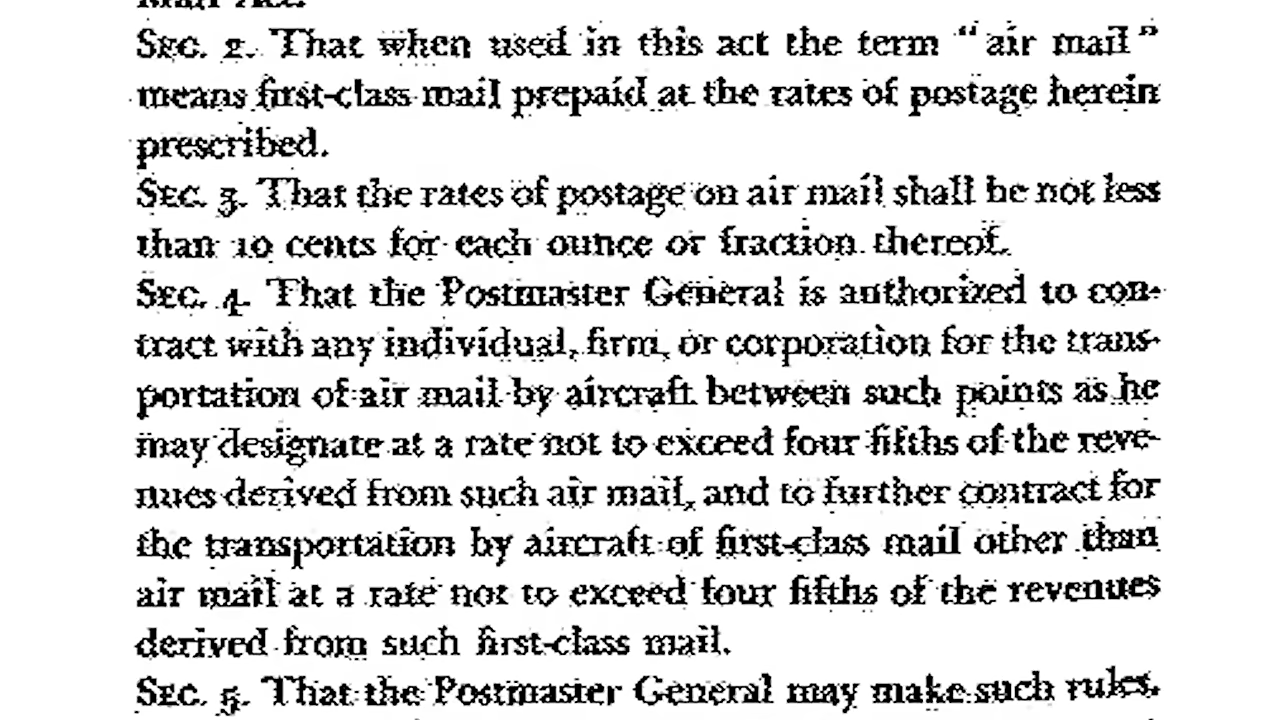 SEC. 2. That when used in this act the term "air mail"
means first-class mail prepaid at the rates of postage herein
prescribed.
SEC. 3. That the rates of postage on air mail shall be not less
than 10 cents for each ounce or fraction thereof.
SEC. 4. That the Postmaster General is authorized to con-
tract with any individual, firm, or corporation for the trans-
portation of air mail by aircraft between such points as he
may designate at a rate not to exceed four fifths of the reve-
nues derived from such air mail, and to further contract for
the transportation by aircraft of first-class mail other than
air mail at a rate not to exceed four fifths of the revenues
derived from such first-class mail.
SEC. 5. That the Postmaster General may make such rules,